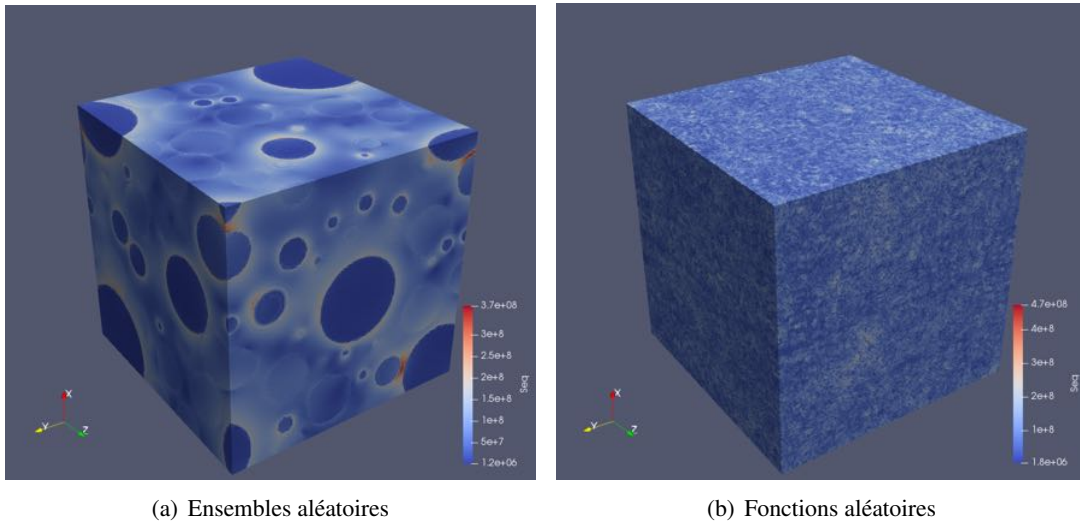 3.7e+08
3e+8
2.5e+8
2e+8
1.5e+8
1e+8
5e+7
1.2e+06
Seq
X
Y
Z
4.7e+08
4e+8
3e+8
2e+8
1e+8
1.8e+06
Seq
X
Y
Z
(a) Ensembles aléatoires
(b) Fonctions aléatoires